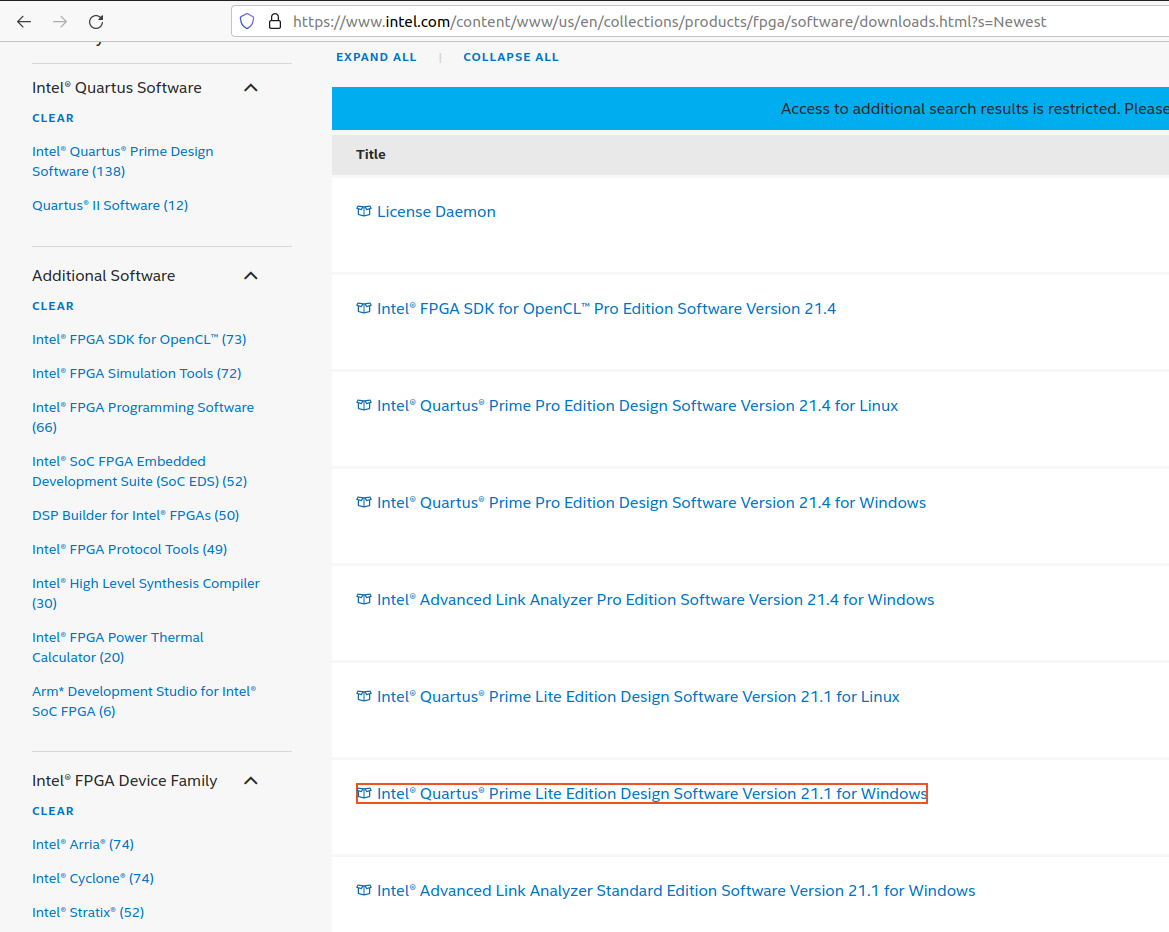 https://www.intel.com/content/www/us/en/collections/products/fpga/software/downloads.html?s=Newest
Intel® Quartus Software
CLEAR
Intel® Quartus® Prime Design
Software (138)
Quartus® II Software (12)
Additional Software
CLEAR
Intel® FPGA SDK for OpenCL™ (73)
Intel® FPGA Simulation Tools (72)
Intel® FPGA Programming Software
(66)
Intel® SoC FPGA Embedded
Development Suite (SoC EDS) (52)
DSP Builder for Intel® FPGAs (50)
Intel® FPGA Protocol Tools (49)
Intel® High Level Synthesis Compiler
(30)
Intel® FPGA Power Thermal
Calculator (20)
Arm* Development Studio for Intel®
SoC FPGA (6)
Intel® FPGA Device Family
CLEAR
Intel® Arria® (74)
Intel® Cyclone® (74)
Intel® Stratix® (52)
EXPAND ALL | COLLAPSE ALL
Access to additional search results is restricted. Please
Title
License Daemon
Intel® FPGA SDK for OpenCL™ Pro Edition Software Version 21.4
Intel® Quartus® Prime Pro Edition Design Software Version 21.4 for Linux
Intel® Quartus® Prime Pro Edition Design Software Version 21.4 for Windows
Intel® Advanced Link Analyzer Pro Edition Software Version 21.4 for Windows
Intel® Quartus® Prime Lite Edition Design Software Version 21.1 for Linux
Intel® Quartus® Prime Lite Edition Design Software Version 21.1 for Windows
Intel® Advanced Link Analyzer Standard Edition Software Version 21.1 for Windows